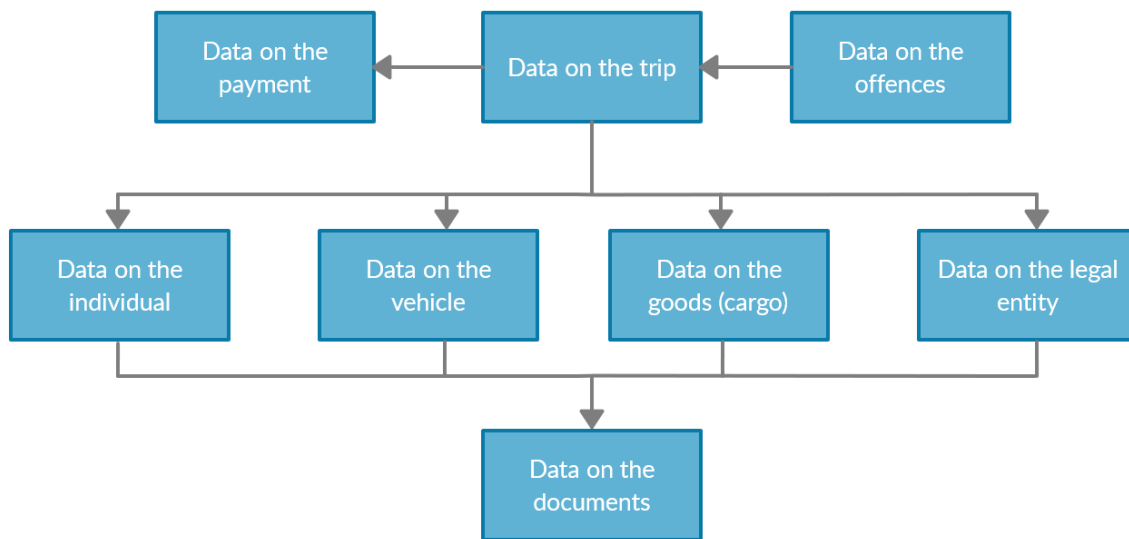 Data on the
payment
Data on the trip
Data on the
offences
Data on the
individual
Data on the
vehicle
Data on the
goods (cargo)
Data on the legal
entity
Data on the
documents